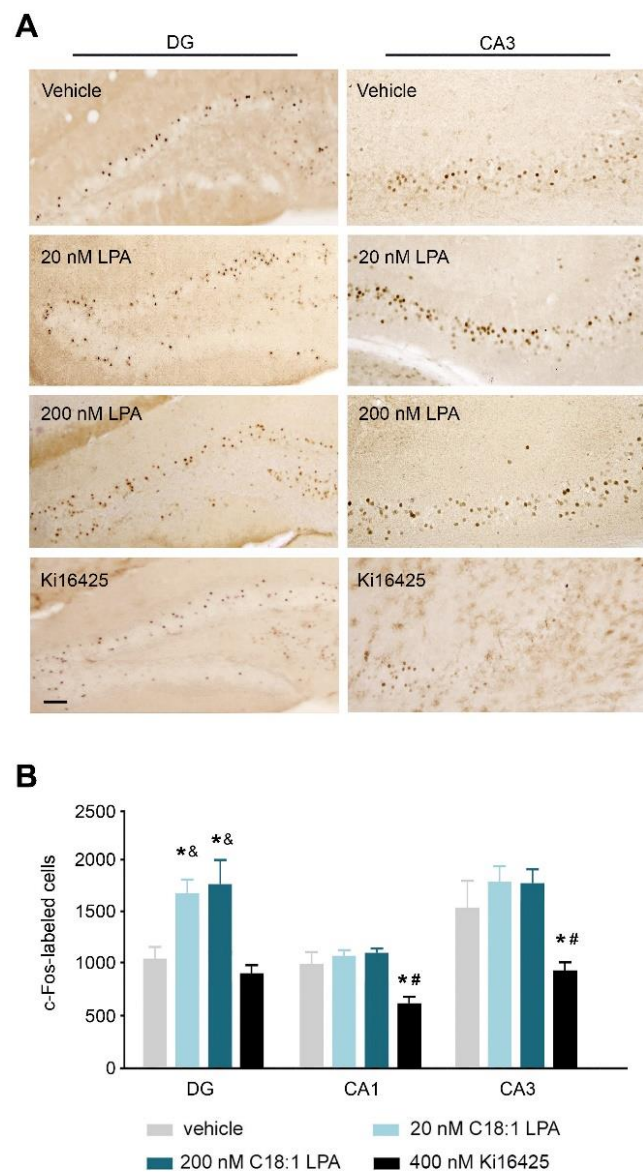 A
DG CA3
Vehicle Vehicle
20 nM LPA 20 nM LPA
200 nM LPA 200 nM LPA
Ki16425 Ki16425
B
c-Fos-labeled cells
2500
2000
1500
1000
500
0
*& *&
*#
*#
DG CA1 CA3
vehicle 20 nM C18:1 LPA
200 nM C18:1 LPA 400 nM Ki16425